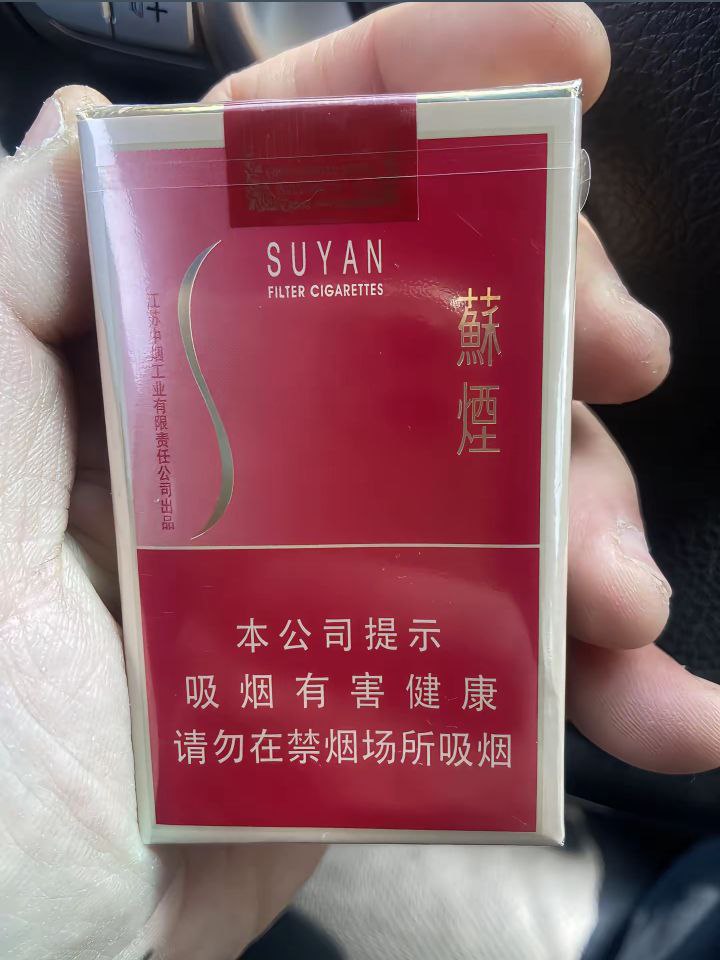 SUYAN
FILTER CIGARETTES
蘇煙
江苏中烟工业有限责任公司出品
本公司提示
吸烟有害健康
请勿在禁烟场所吸烟